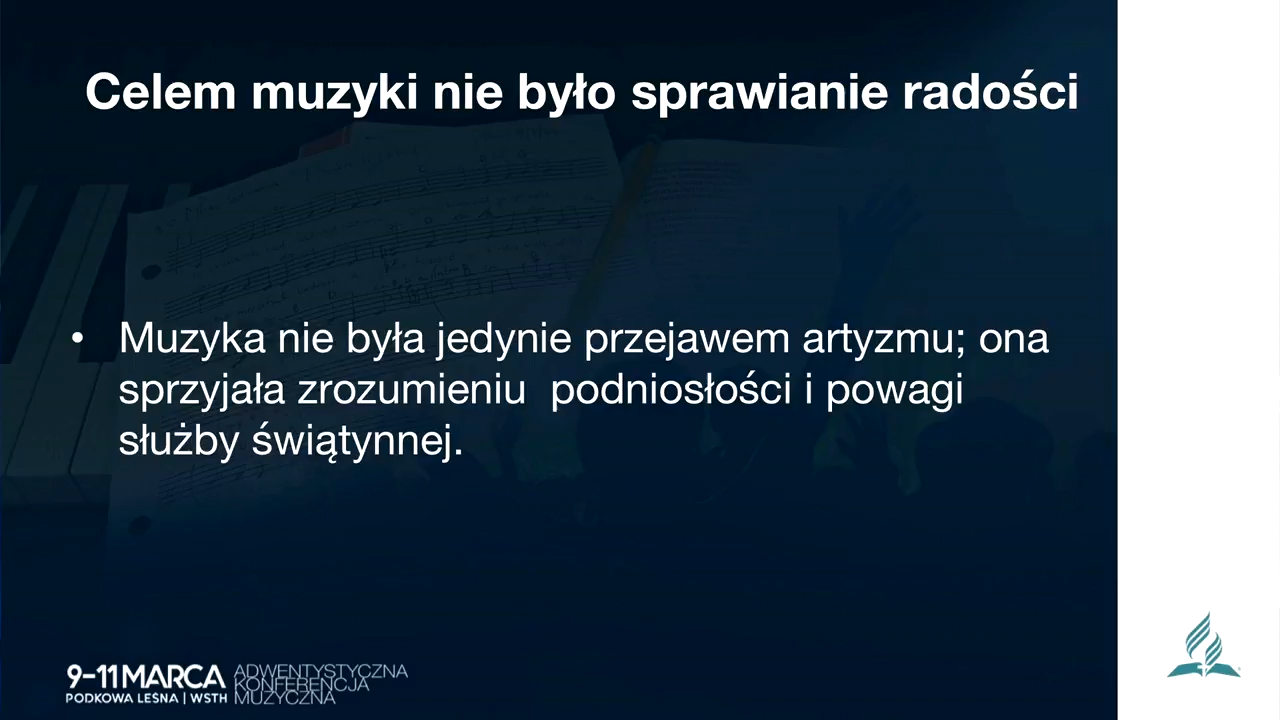 Celem muzyki nie było sprawianie radości
• Muzyka nie była jedynie przejawem artyzmu; ona
sprzyjała zrozumieniu  podniosłości i powagi
służby świątynnej.
9-11 MARCA
PODKOWA LEŚNA | WSTH
ADWENTYSTYCZNA
KONFERENCJA
MUZYCZNA